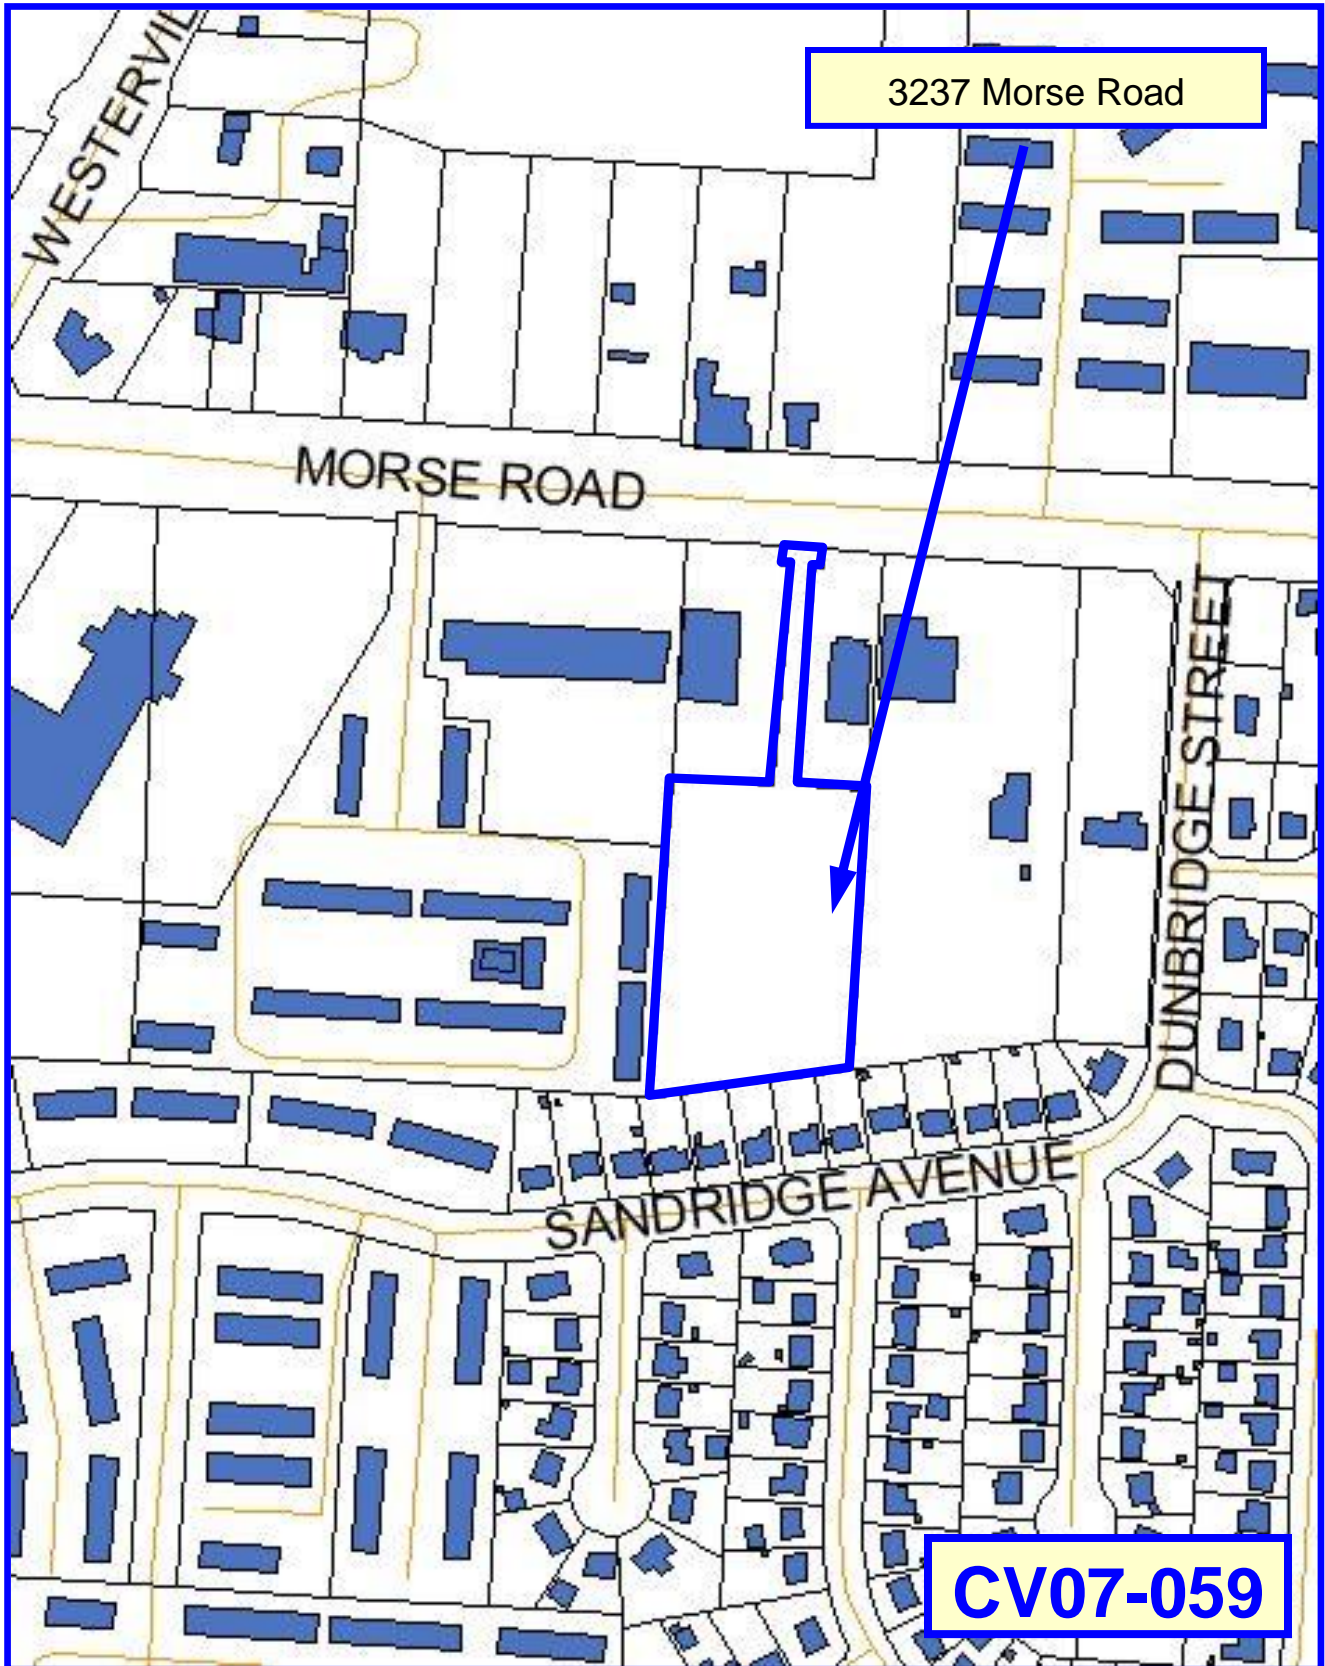 3237 Morse Road
WESTERVIL
MORSE ROAD
DUNBRIDGE STREET
SANDRIDGE AVENUE
CV07-059